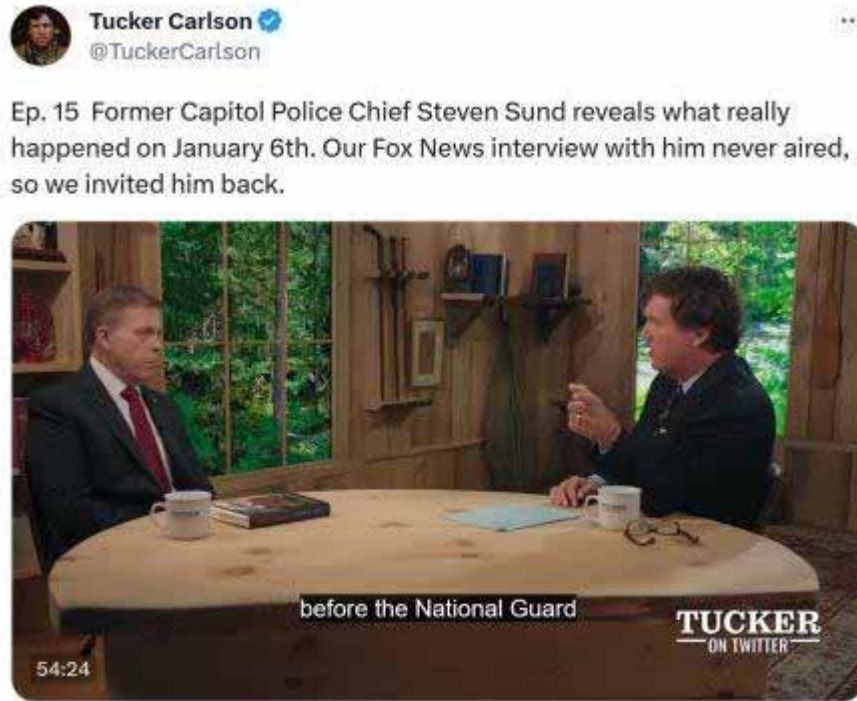 Tucker Carlson
@TuckerCarlson
Ep. 15 Former Capitol Police Chief Steven Sund reveals what really
happened on January 6th. Our Fox News interview with him never aired,
so we invited him back.
before the National Guard
TUCKER
ON TWITTER
54:24